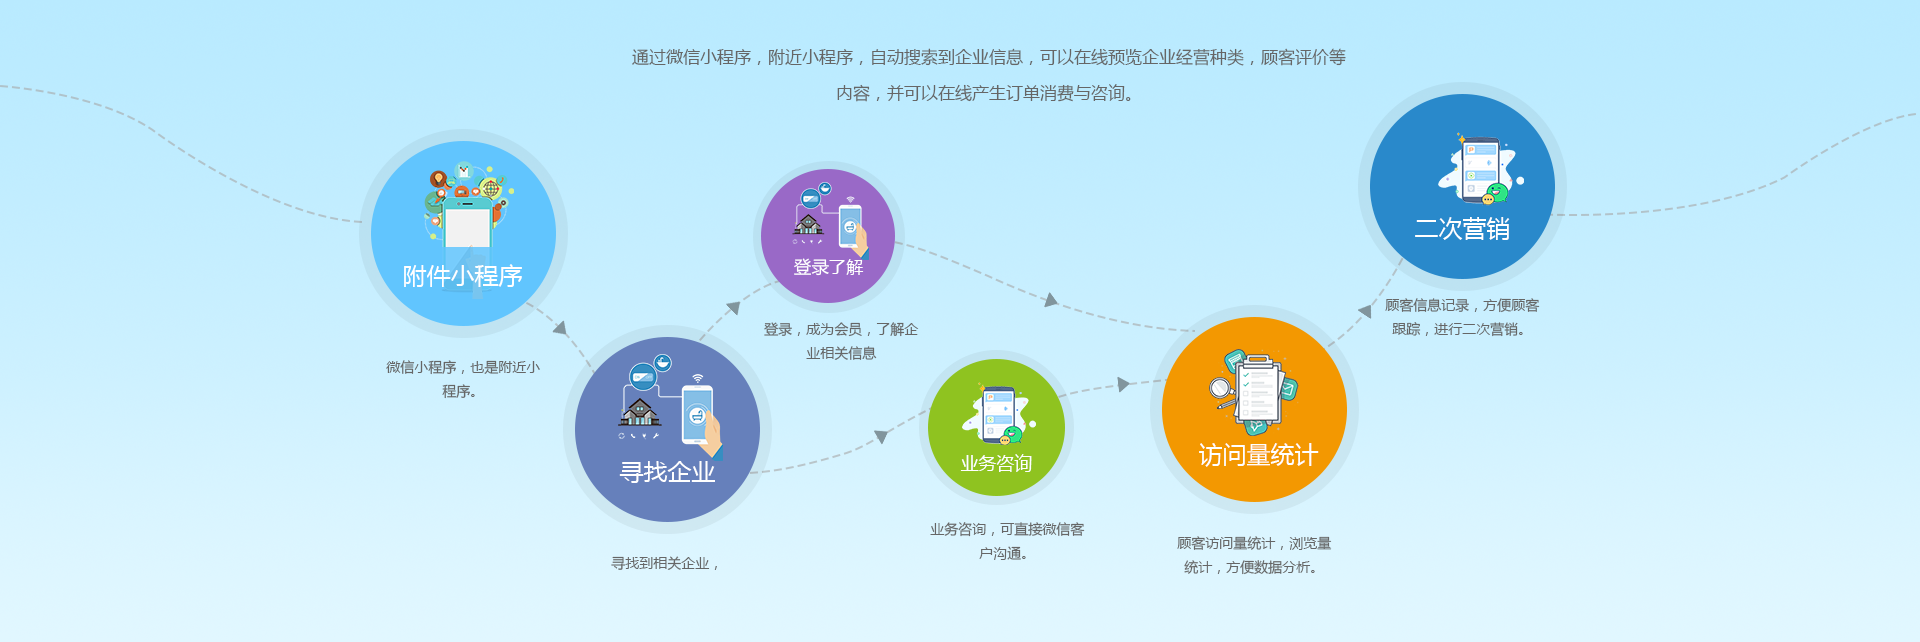 通过微信小程序，附近小程序，自动搜索到企业信息，可以在线预览企业经营种类，顾客评价等
内容，并可以在线产生订单消费与咨询。
附件小程序
微信小程序，也是附近小
程序。
寻找企业
寻找到相关企业，
登录了解
登录，成为会员，了解企
业相关信息
业务咨询
业务咨询，可直接微信客
户沟通。
访问量统计
顾客访问量统计，浏览量
统计，方便数据分析。
二次营销
顾客信息记录，方便顾客
跟踪，进行二次营销。